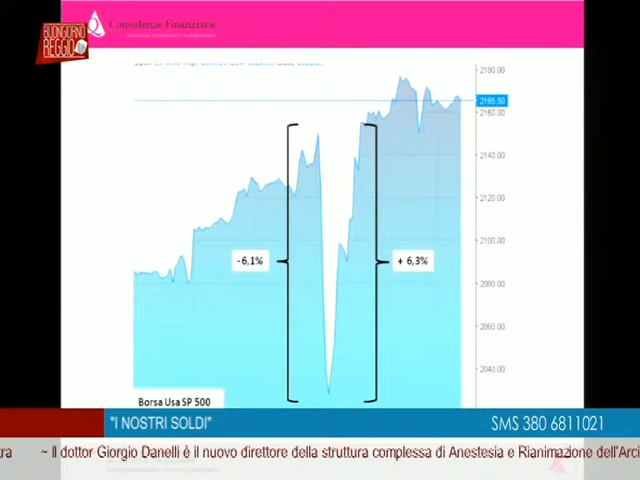 Consulenze Finanziarie
BUONGIORNO
REGGIO
2180.00
2165.50
2160.00
2140.00
2120.00
2100.00
2080.00
2060.00
2040.00
-6,1%
+ 6,3%
Borsa Usa SP 500
"I NOSTRI SOLDI"
SMS 380 6811021
tra ~ Il dottor Giorgio Danelli è il nuovo direttore della struttura complessa di Anestesia e Rianimazione dell'Arci